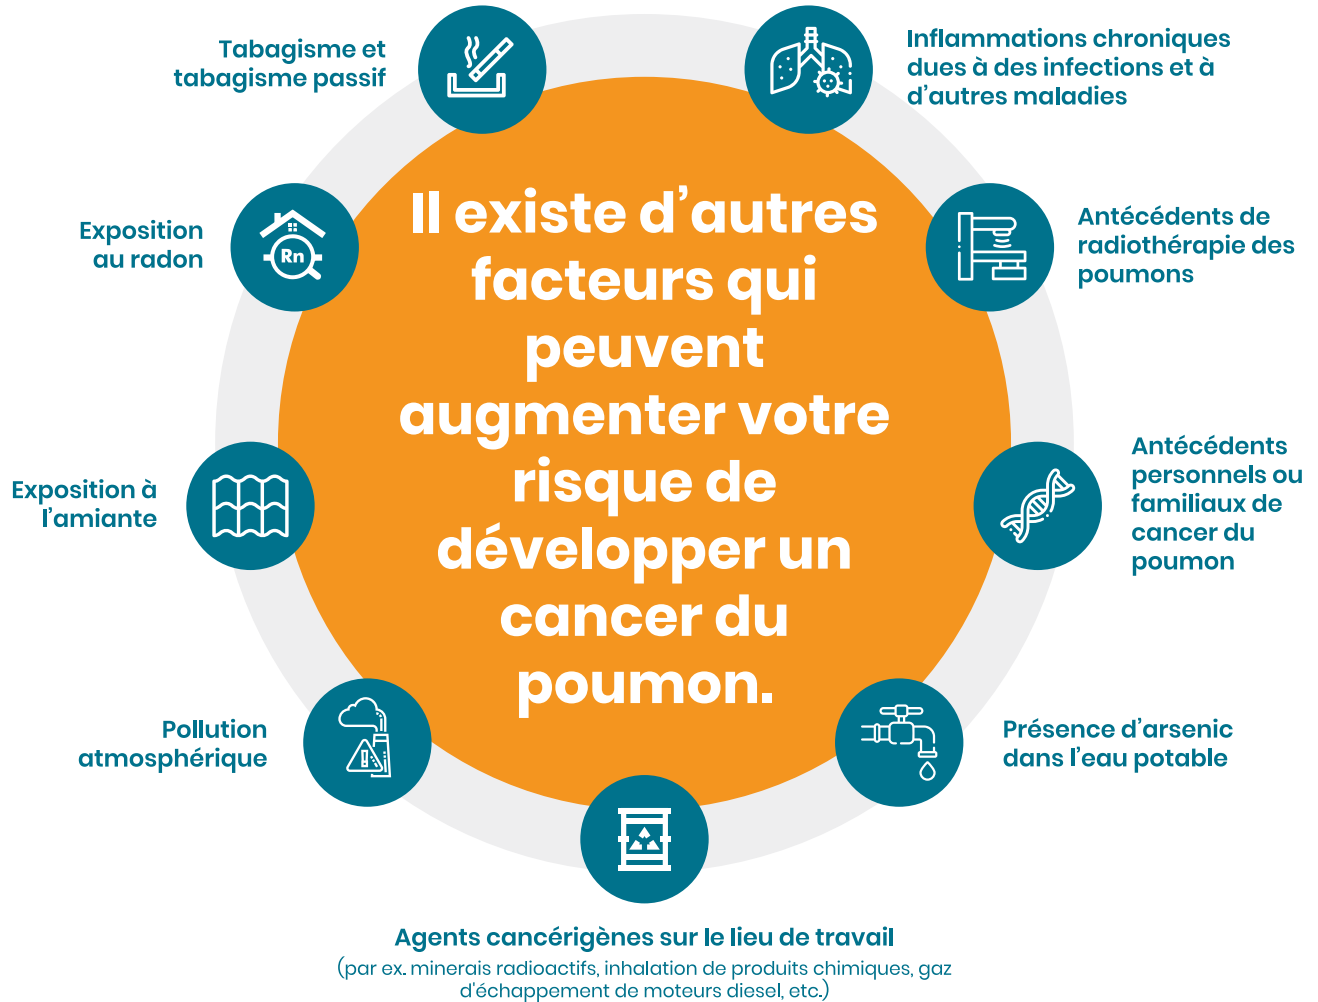 Tabagisme et
tabagisme passif
Inflammations chroniques
dues à des infections et à
d'autres maladies
Exposition
au radon
Rn
Il existe d'autres
facteurs qui
peuvent
augmenter votre
risque de
développer un
cancer du
poumon.
Antécédents de
radiothérapie des
poumons
Exposition à
l'amiante
Antécédents
personnels ou
familiaux de
cancer du
poumon
Pollution
atmosphérique
Présence d'arsenic
dans l'eau potable
Agents cancérigènes sur le lieu de travail
(par ex. minerais radioactifs, inhalation de produits chimiques, gaz
d'échappement de moteurs diesel, etc.)